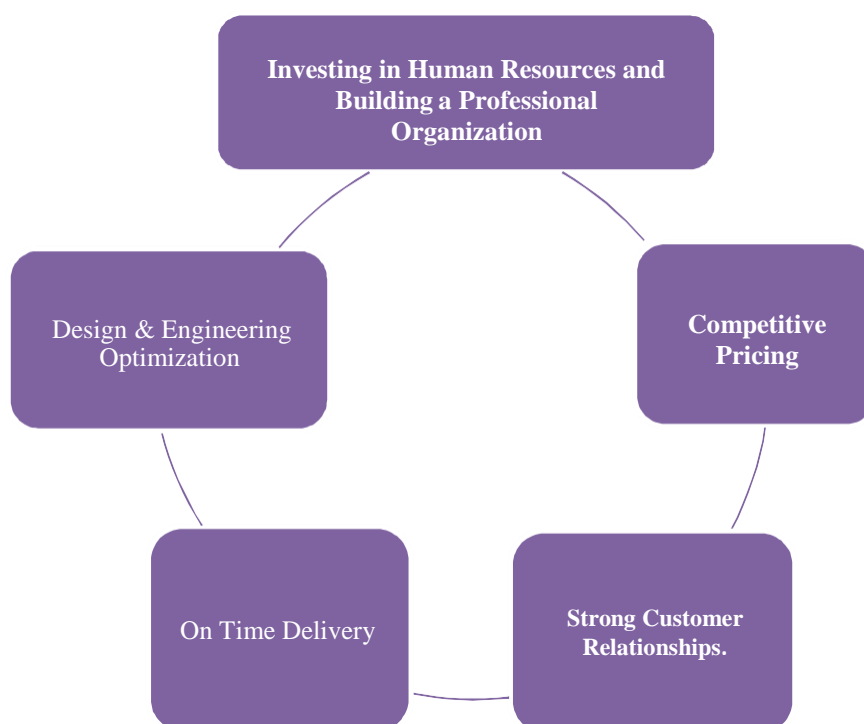 Investing in Human Resources and
Building a Professional
Organization
Design & Engineering
Optimization
Competitive
Pricing
On Time Delivery
Strong Customer
Relationships.